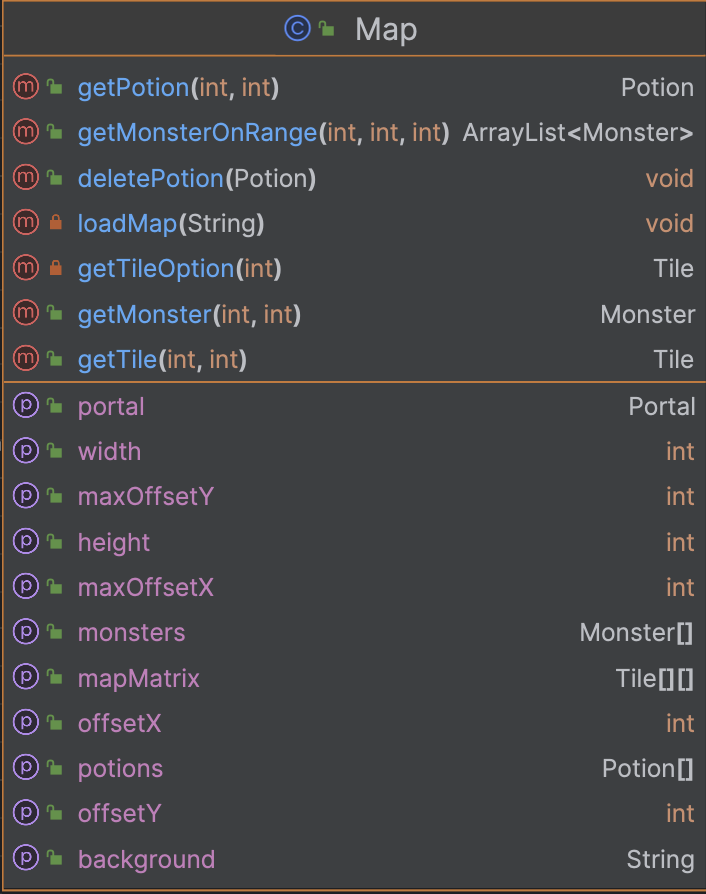 Map
getPotion(int, int) Potion
getMonsterOnRange(int, int, int) ArrayList<Monster>
deletePotion(Potion) void
loadMap(String) void
getTileOption(int) Tile
getMonster(int, int) Monster
getTile(int, int) Tile
portal Portal
width int
maxOffsetY int
height int
maxOffsetX int
monsters Monster[]
mapMatrix Tile[][]
offsetX int
potions Potion[]
offsetY int
background String